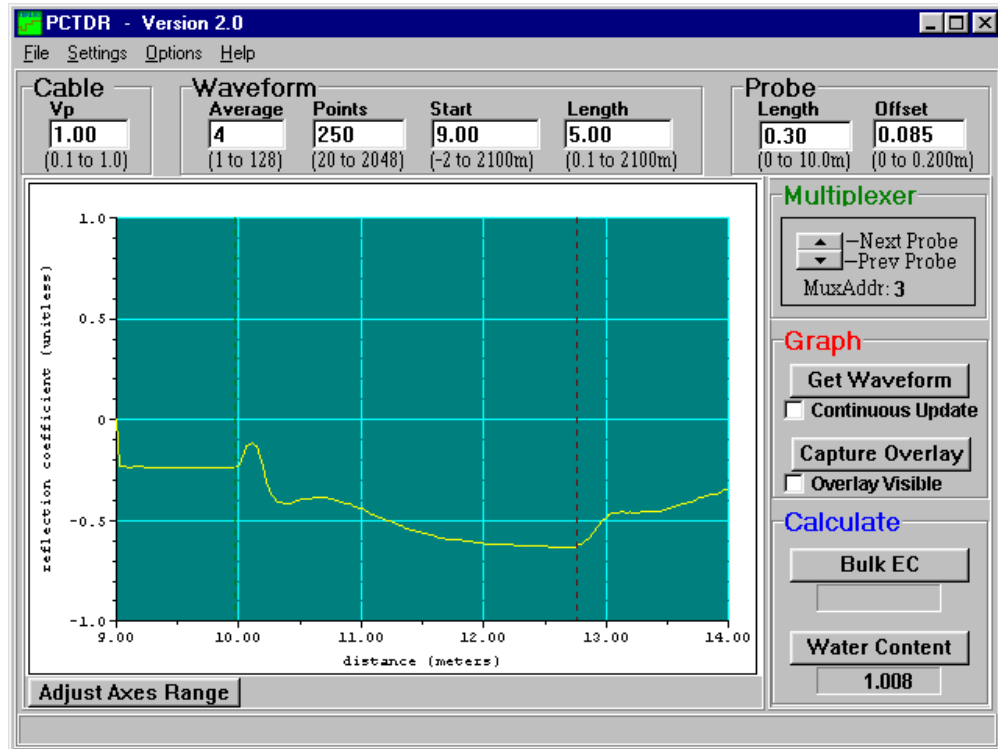 PCTDR - Version 2.0
File Settings Options Help
Cable
Vp
1.00
(0.1 to 1.0)
Waveform
Average Points Start Length
4 250 9.00 5.00
(1 to 128) (20 to 2048) (-2 to 2100m) (0.1 to 2100m)
Probe
Length Offset
0.30 0.085
(0 to 10.0m) (0 to 0.200m)
reflection coefficient (unitless)
1.0
0.5
0
-0.5
-1.0
9.00 10.00 11.00 12.00 13.00 14.00
distance (meters)
Adjust Axes Range
Multiplexer
Next Probe
Prev Probe
MuxAddr: 3
Graph
Get Waveform
Continuous Update
Capture Overlay
Overlay Visible
Calculate
Bulk EC
Water Content
1.008